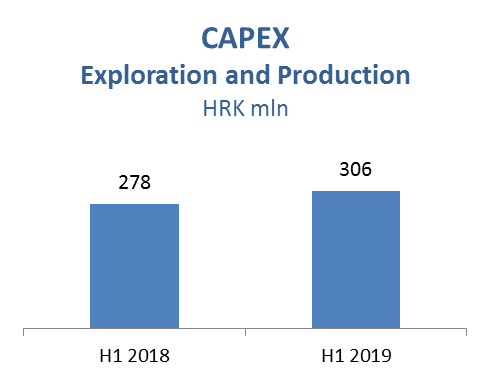 CAPEX
Exploration and Production
HRK mln
278
306
H1 2018
H1 2019